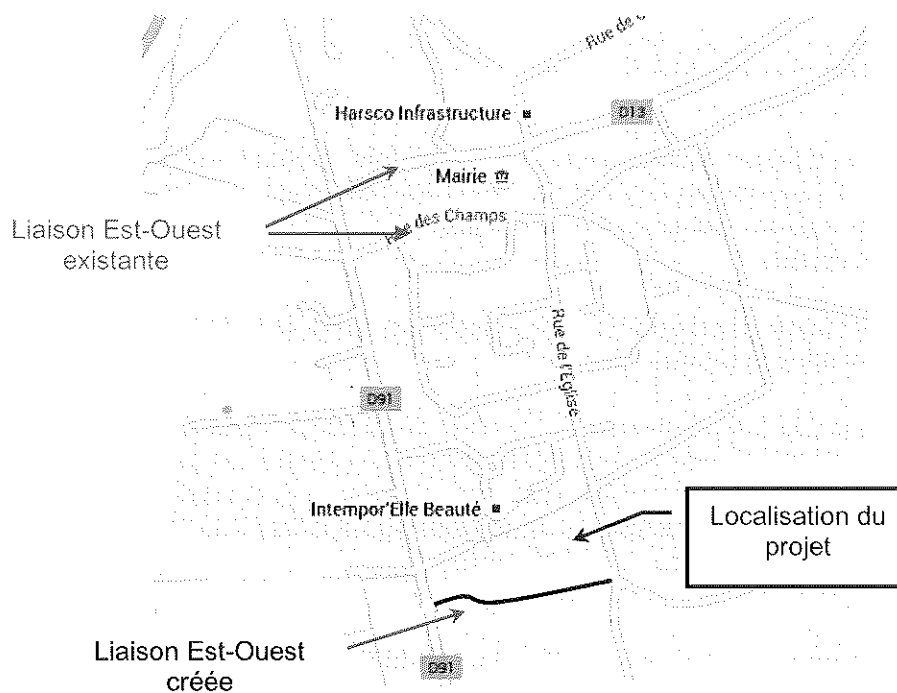 Rue de
Harsco Infrastructure
D13
Mairie
Rue des Champs
Liaison Est-Ouest
existante
Rue de l'Église
D91
Intempor'Elle Beauté
Localisation du
projet
Liaison Est-Ouest
créée
D91